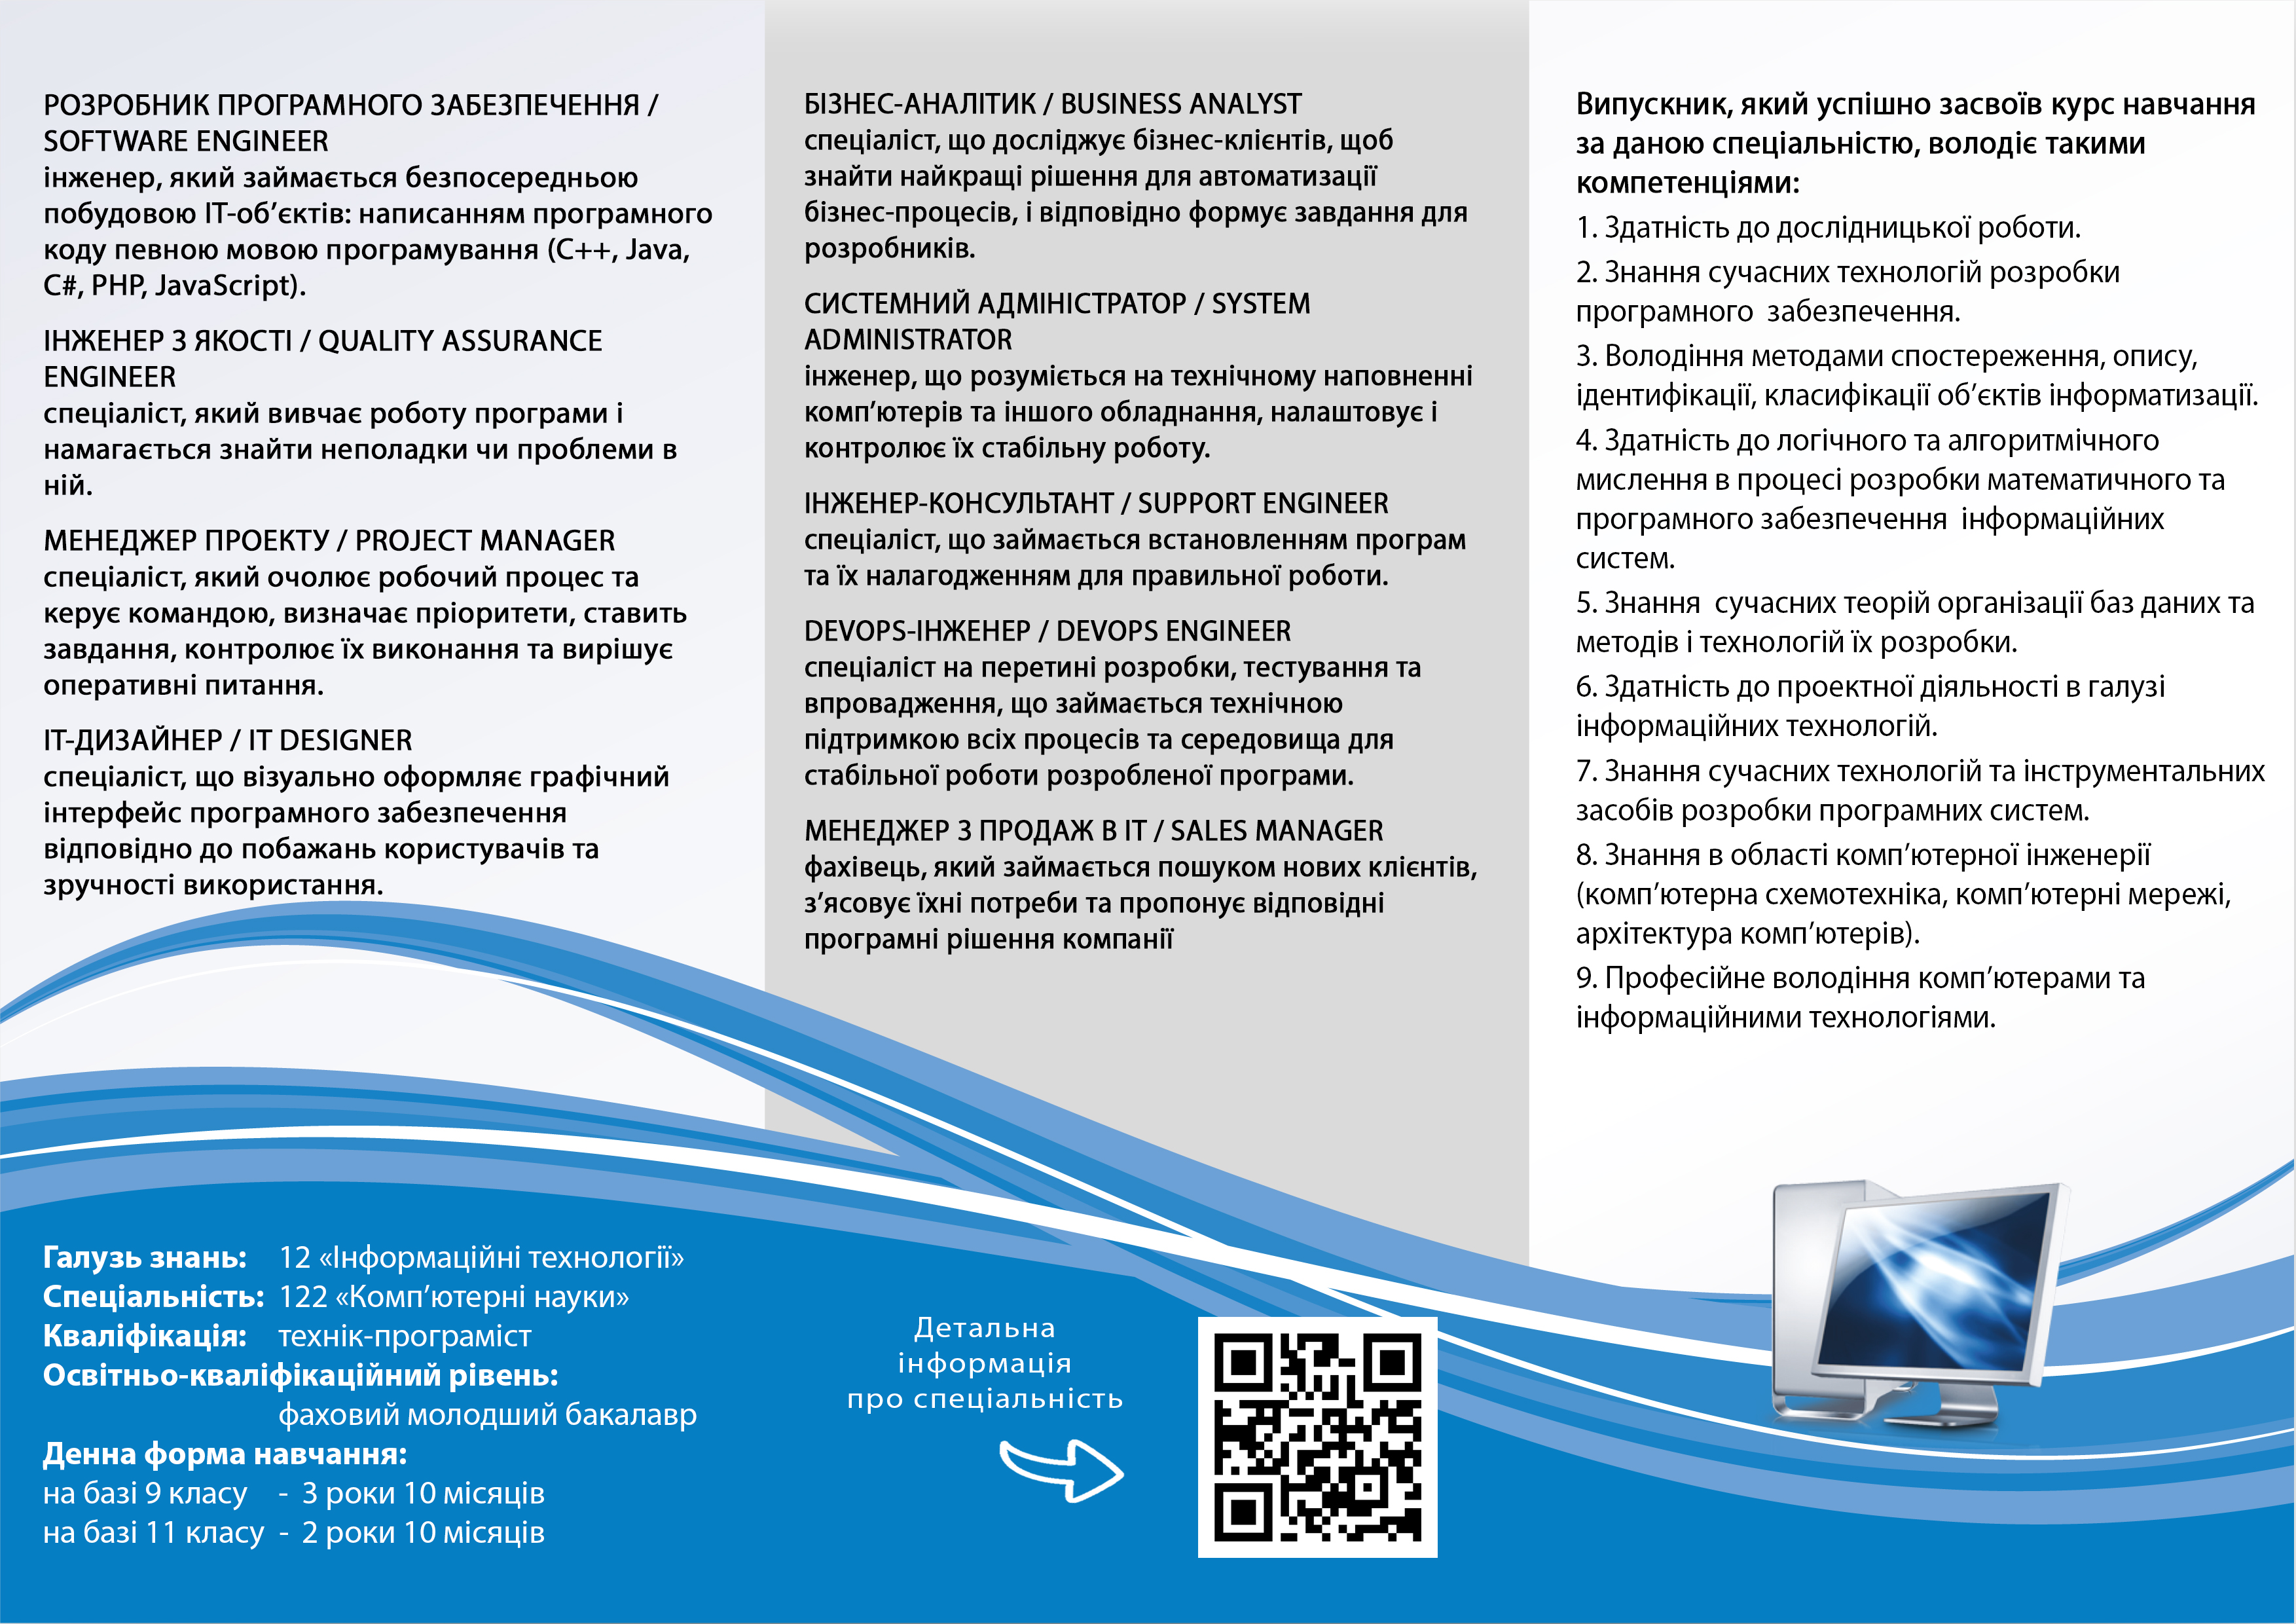 РОЗРОБНИК ПРОГРАМНОГО ЗАБЕЗПЕЧЕННЯ /
SOFTWARE ENGINEER
інженер, який займається безпосередньою
побудовою ІТ-об’єктів: написанням програмного
коду певною мовою програмування (C++, Java,
C#, PHP, JavaScript).
ІНЖЕНЕР З ЯКОСТІ / QUALITY ASSURANCE
ENGINEER
спеціаліст, який вивчає роботу програми і
намагається знайти неполадки чи проблеми в
ній.
МЕНЕДЖЕР ПРОЕКТУ / PROJECT MANAGER
спеціаліст, який очолює робочий процес та
керує командою, визначає пріоритети, ставить
завдання, контролює їх виконання та вирішує
оперативні питання.
ІТ-ДИЗАЙНЕР / IT DESIGNER
спеціаліст, що візуально оформляє графічний
інтерфейс програмного забезпечення
відповідно до побажань користувачів та
зручності використання.
БІЗНЕС-АНАЛІТИК / BUSINESS ANALYST
спеціаліст, що досліджує бізнес-клієнтів, щоб
знайти найкращі рішення для автоматизації
бізнес-процесів, і відповідно формує завдання для
розробників.
СИСТЕМНИЙ АДМІНІСТРАТОР / SYSTEM
ADMINISTRATOR
інженер, що розуміється на технічному наповненні
комп’ютерів та іншого обладнання, налаштовує і
контролює їх стабільну роботу.
ІНЖЕНЕР-КОНСУЛЬТАНТ / SUPPORT ENGINEER
спеціаліст, що займається встановленням програм
та їх налагодженням для правильної роботи.
DEVOPS-ІНЖЕНЕР / DEVOPS ENGINEER
спеціаліст на перетині розробки, тестування та
впровадження, що займається технічною
підтримкою всіх процесів та середовища для
стабільної роботи розробленої програми.
МЕНЕДЖЕР З ПРОДАЖ В ІТ / SALES MANAGER
фахівець, який займається пошуком нових клієнтів,
з’ясовує їхні потреби та пропонує відповідні
програмні рішення компанії
Випускник, який успішно засвоїв курс навчання
за даною спеціальністю, володіє такими
компетенціями:
1. Здатність до дослідницької роботи.
2. Знання сучасних технологій розробки
програмного  забезпечення.
3. Володіння методами спостереження, опису,
ідентифікації, класифікації об’єктів інформатизації.
4. Здатність до логічного та алгоритмічного
мислення в процесі розробки математичного та
програмного забезпечення  інформаційних
систем.
5. Знання  сучасних теорій організації баз даних та
методів і технологій їх розробки.
6. Здатність до проектної діяльності в галузі
інформаційних технологій.
7. Знання сучасних технологій та інструментальних
засобів розробки програмних систем.
8. Знання в області комп’ютерної інженерії
(комп’ютерна схемотехніка, комп’ютерні мережі,
архітектура комп’ютерів).
9. Професійне володіння комп’ютерами та
інформаційними технологіями.
Галузь знань: 12 «Інформаційні технології»
Спеціальність: 122 «Комп’ютерні науки»
Кваліфікація: технік-програміст
Освітньо-кваліфікаційний рівень:
фаховий молодший бакалавр
Денна форма навчання:
на базі 9 класу - 3 роки 10 місяців
на базі 11 класу - 2 роки 10 місяців
Детальна
інформація
про спеціальність